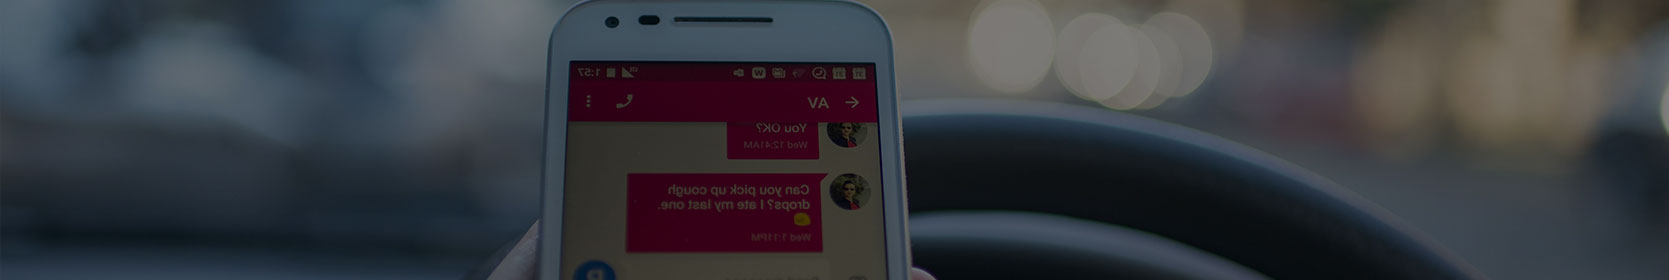 1:57
AV
You OK?
Wed 12:41AM
Can you pick up cough
drops? I ate my last one.
Wed 1:11PM